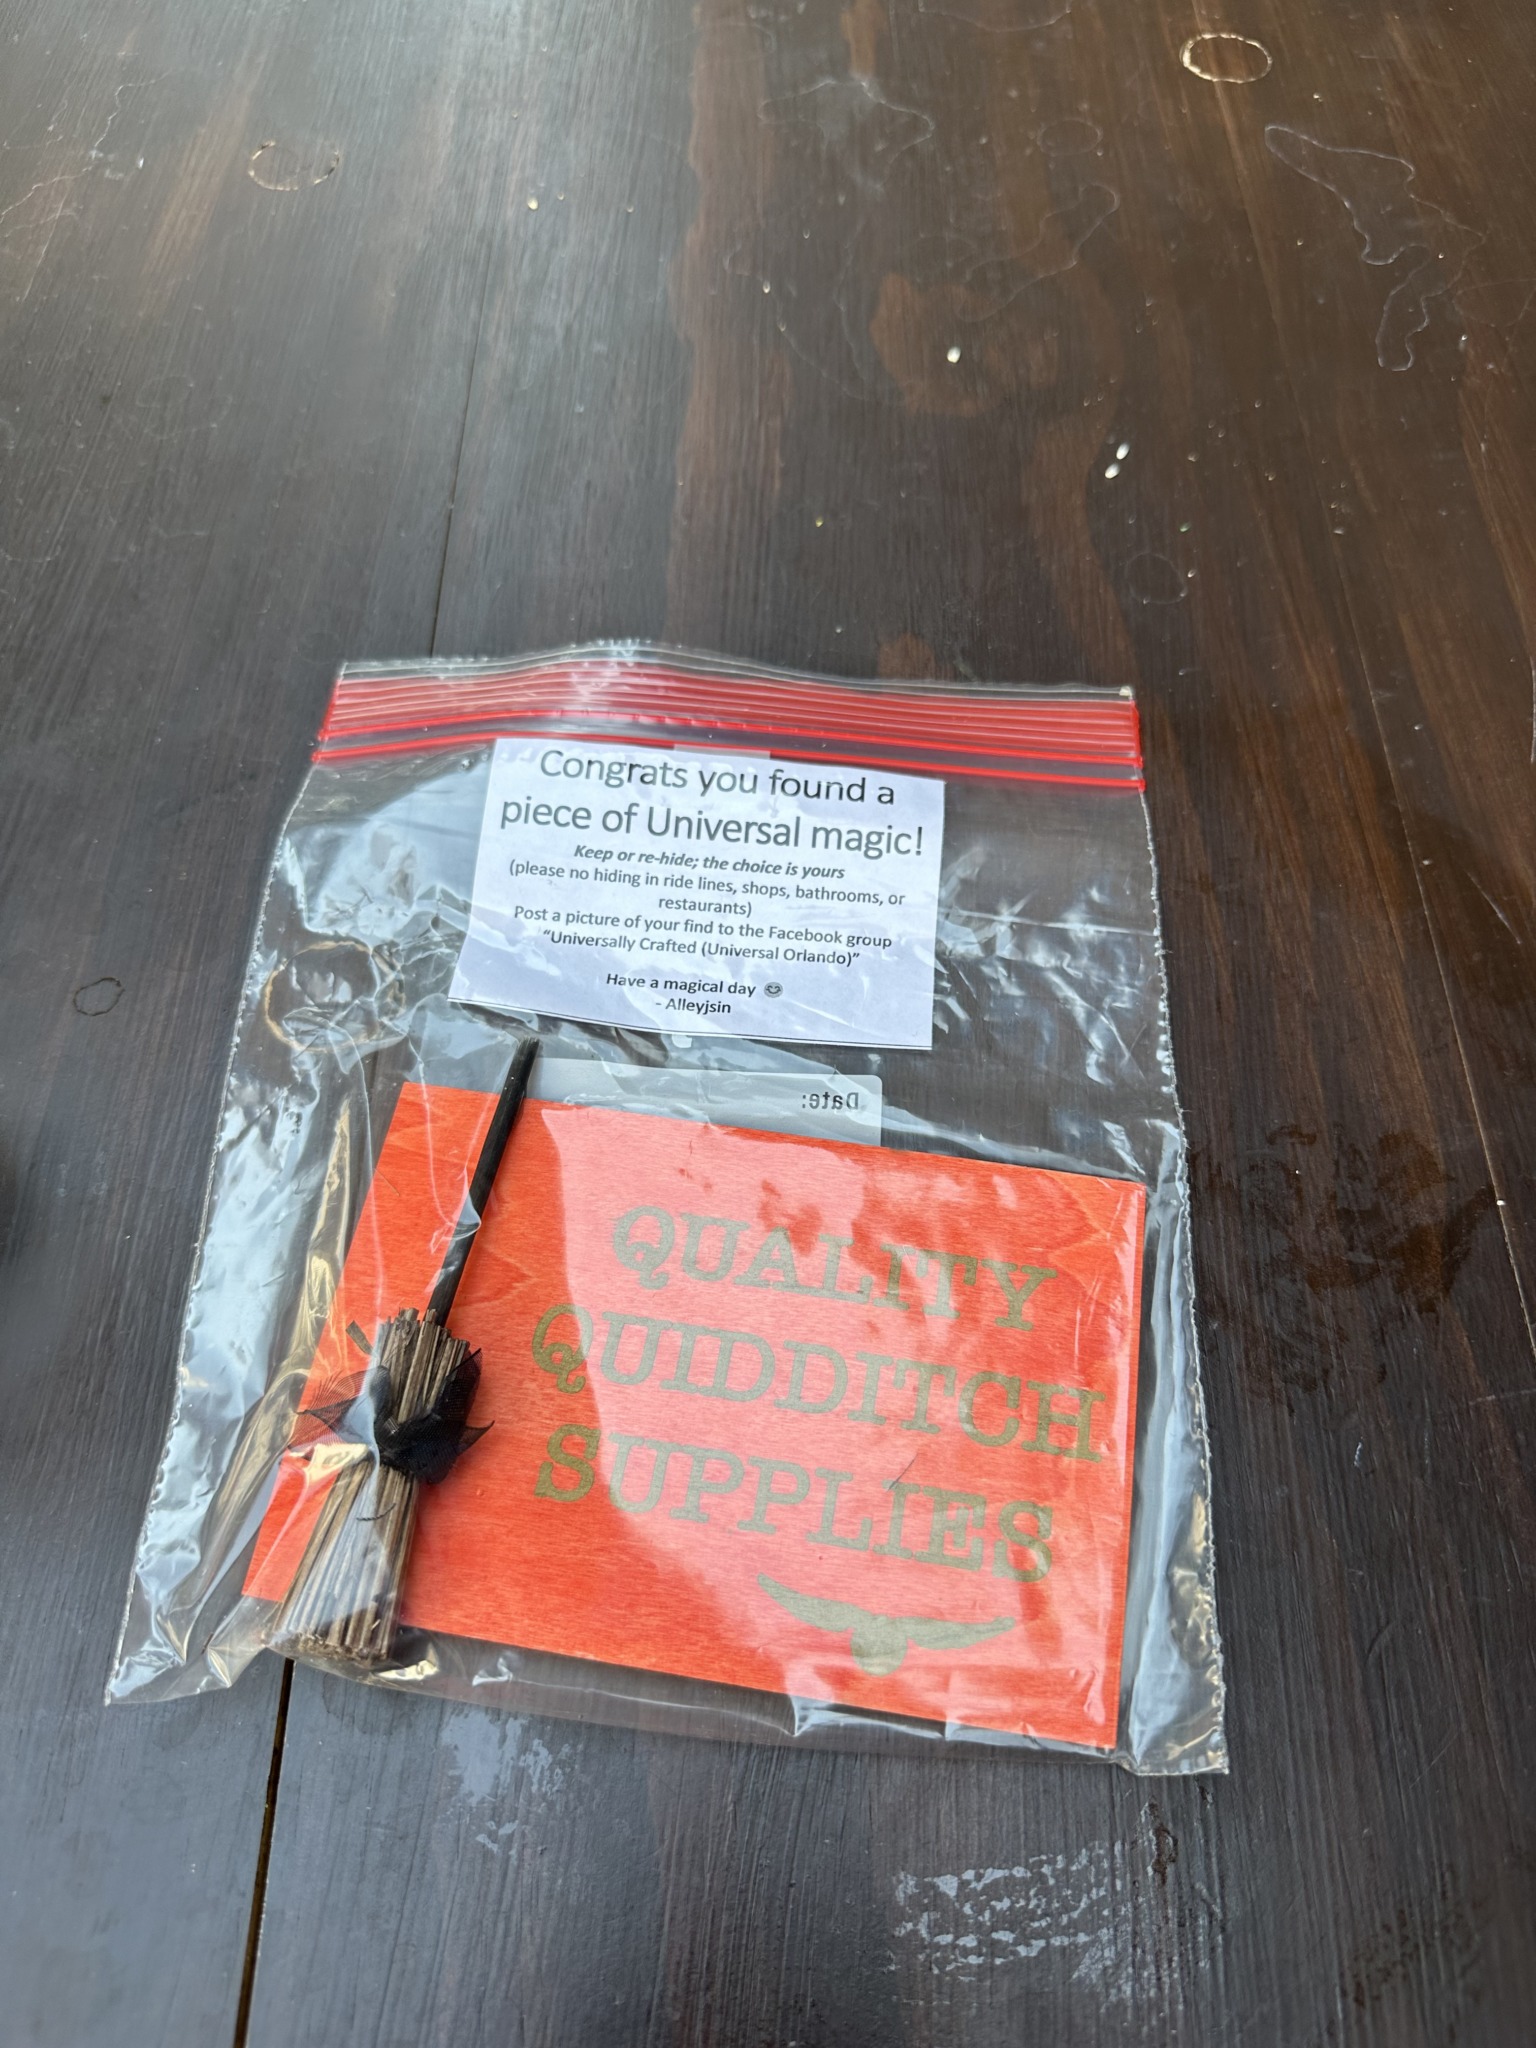 Congrats you found a
piece of Universal magic!
Keep or re-hide; the choice is yours
(please no hiding in ride lines, shops, bathrooms, or
restaurants)
Post a picture of your find to the Facebook group
"Universally Crafted (Universal Orlando)"
Have a magical day 😊
- Alleyjsin
Date:
QUALITY
QUIDDITCH
SUPPLIES